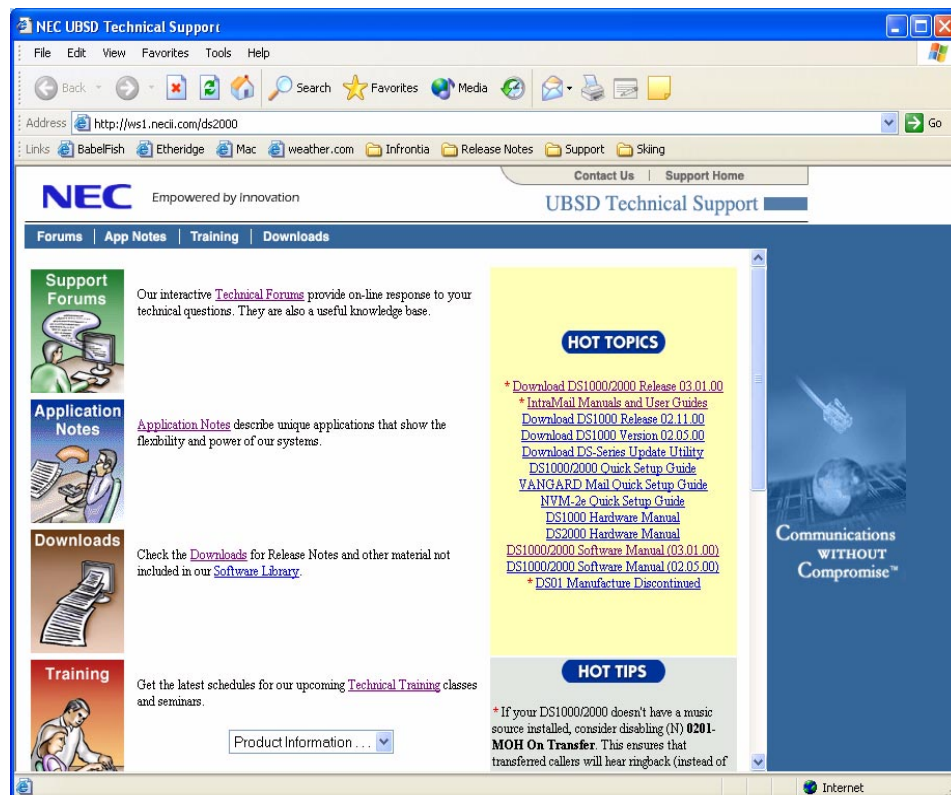 NEC UBSD Technical Support
File Edit View Favorites Tools Help
Back Search Favorites Media
Address http://ws1.necii.com/ds2000 Go
Links BabelFish Etheridge Mac weather.com Infrontia Release Notes Support Skiing
Contact Us | Support Home
NEC Empowered by Innovation
UBSD Technical Support
Forums | App Notes | Training | Downloads
Support
Forums
Our interactive Technical Forums provide on-line response to your
technical questions. They are also a useful knowledge base.
Application
Notes
Application Notes describe unique applications that show the
flexibility and power of our systems.
Downloads
Check the Downloads for Release Notes and other material not
included in our Software Library.
Training
Get the latest schedules for our upcoming Technical Training classes
and seminars.
Product Information . . .
HOT TOPICS
* Download DS1000/2000 Release 03.01.00
* IntraMail Manuals and User Guides
Download DS1000 Release 02.11.00
Download DS1000 Version 02.05.00
Download DS-Series Update Utility
DS1000/2000 Quick Setup Guide
VANGARD Mail Quick Setup Guide
NVM-2e Quick Setup Guide
DS1000 Hardware Manual
DS2000 Hardware Manual
DS1000/2000 Software Manual (03.01.00)
DS1000/2000 Software Manual (02.05.00)
* DS01 Manufacture Discontinued
HOT TIPS
* If your DS1000/2000 doesn't have a music
source installed, consider disabling (N) 0201-
MOH On Transfer. This ensures that
transferred callers will hear ringback (instead of
Communications
WITHOUT
Compromise™
Internet